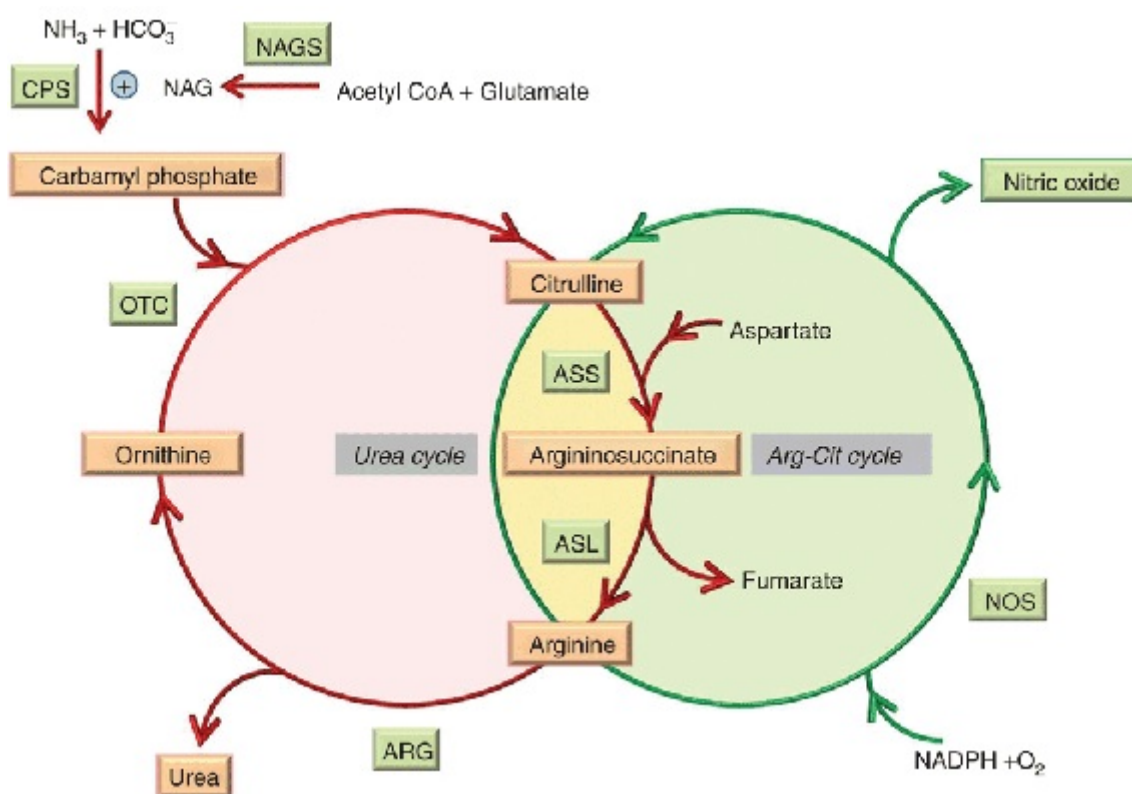 NH₃ + HCO₃⁻
NAGS
CPS
+
NAG
Acetyl CoA + Glutamate
Carbamyl phosphate
Nitric oxide
Citrulline
OTC
Aspartate
ASS
Ornithine
Urea cycle
Argininosuccinate
Arg-Cit cycle
ASL
Fumarate
NOS
Arginine
ARG
Urea
NADPH +O₂